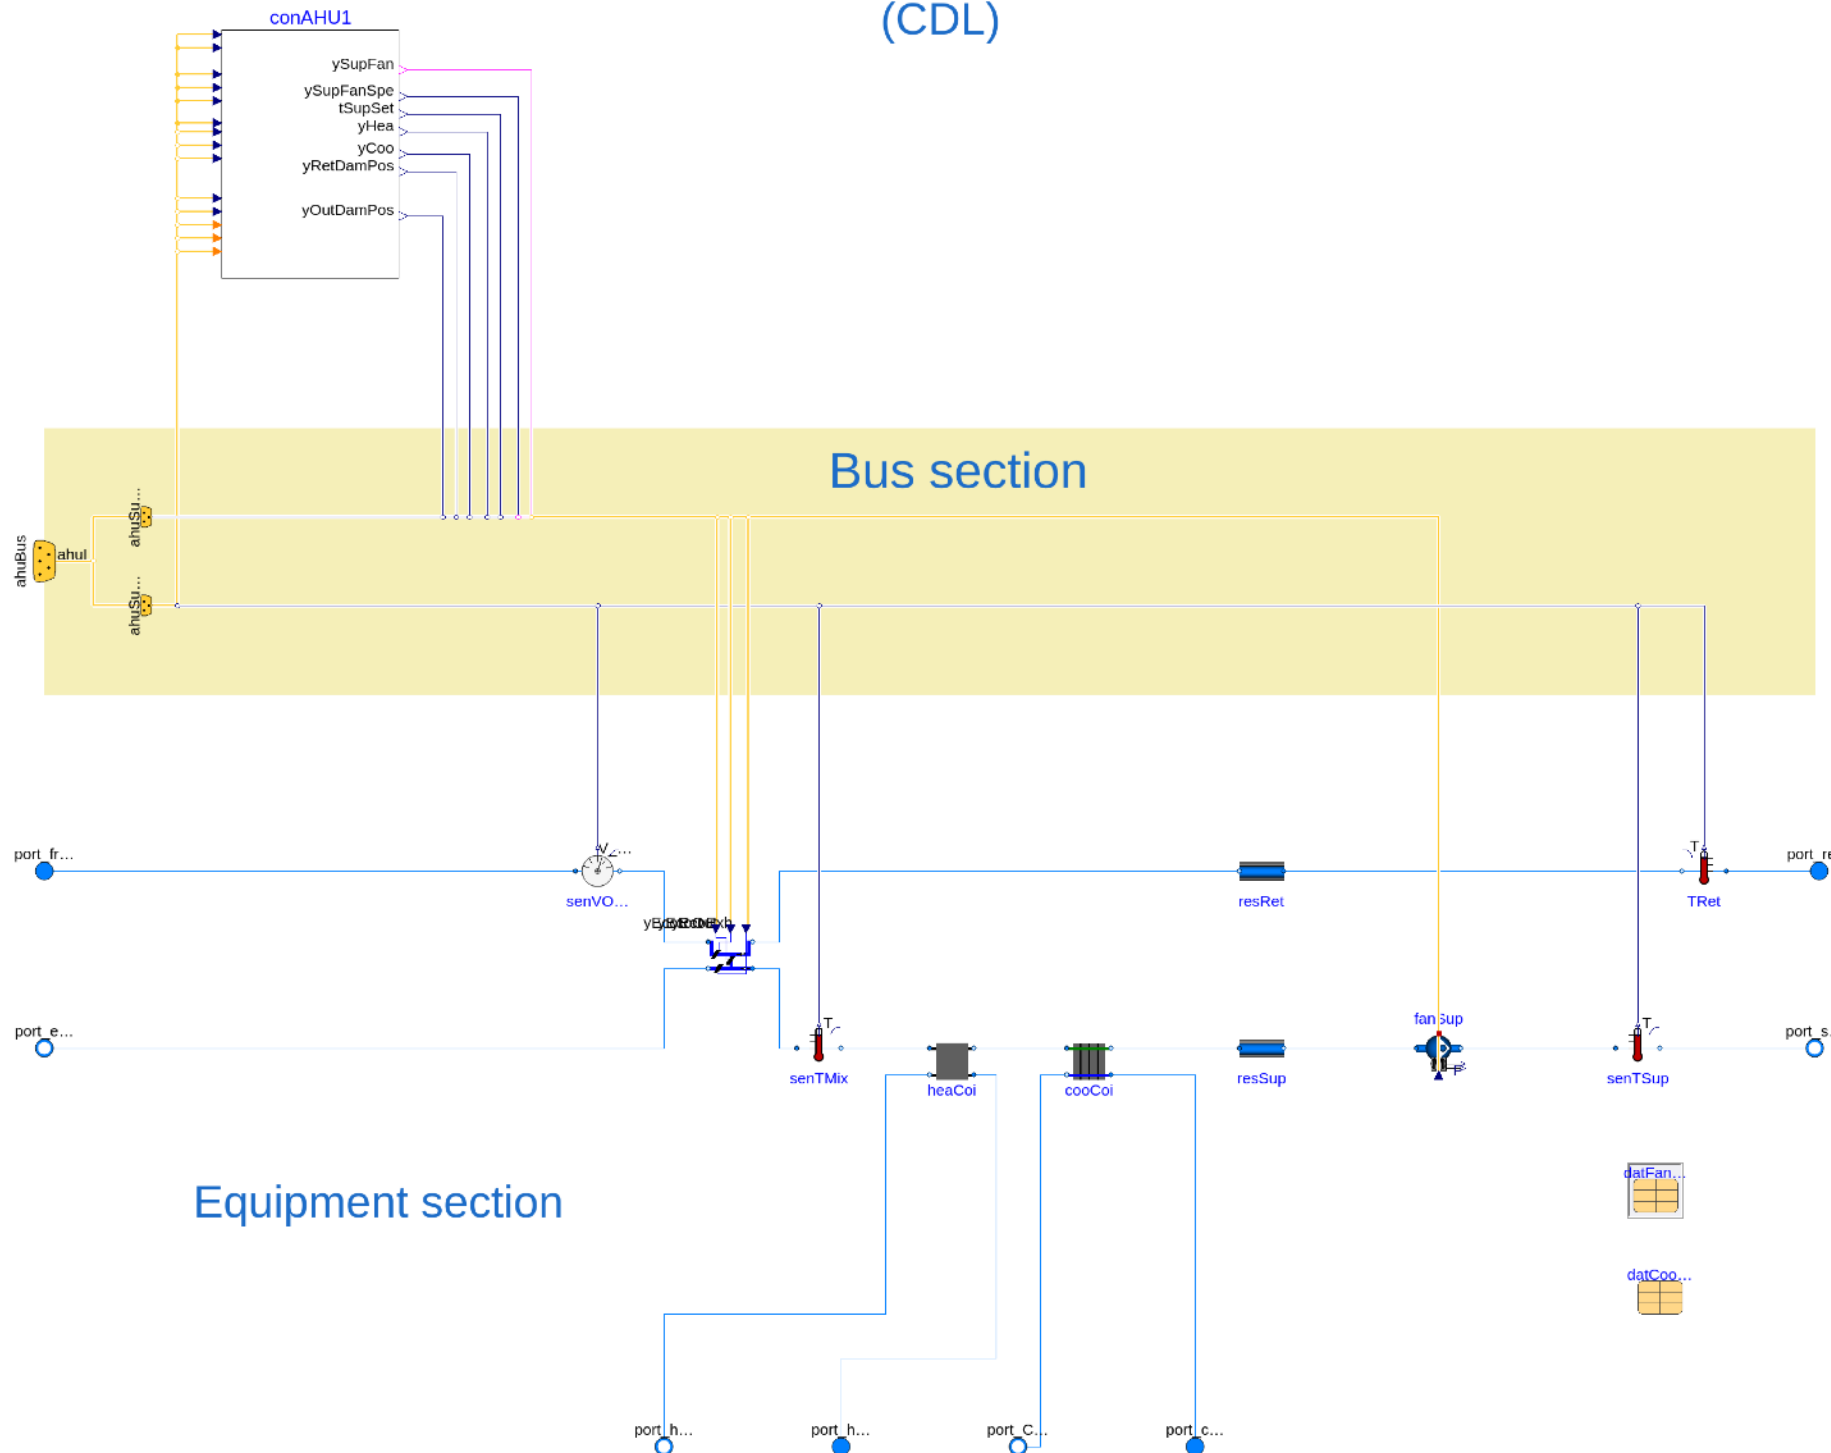 (CDL)
conAHU1
ySupFan
ySupFanSpe
tSupSet
yHea
yCoo
yRetDamPos
yOutDamPos
Bus section
ahuSu...
ahuBus
ahuI
ahuSu...
port_fr...
V_...
senVO...
resRet
T
TRet
port_re
port_e...
T
senTMix
heaCoi
cooCoi
resSup
fanSup
T
senTSup
port_s.
Equipment section
datFan...
datCoo...
port_h...
port_h...
port_C...
port_c...